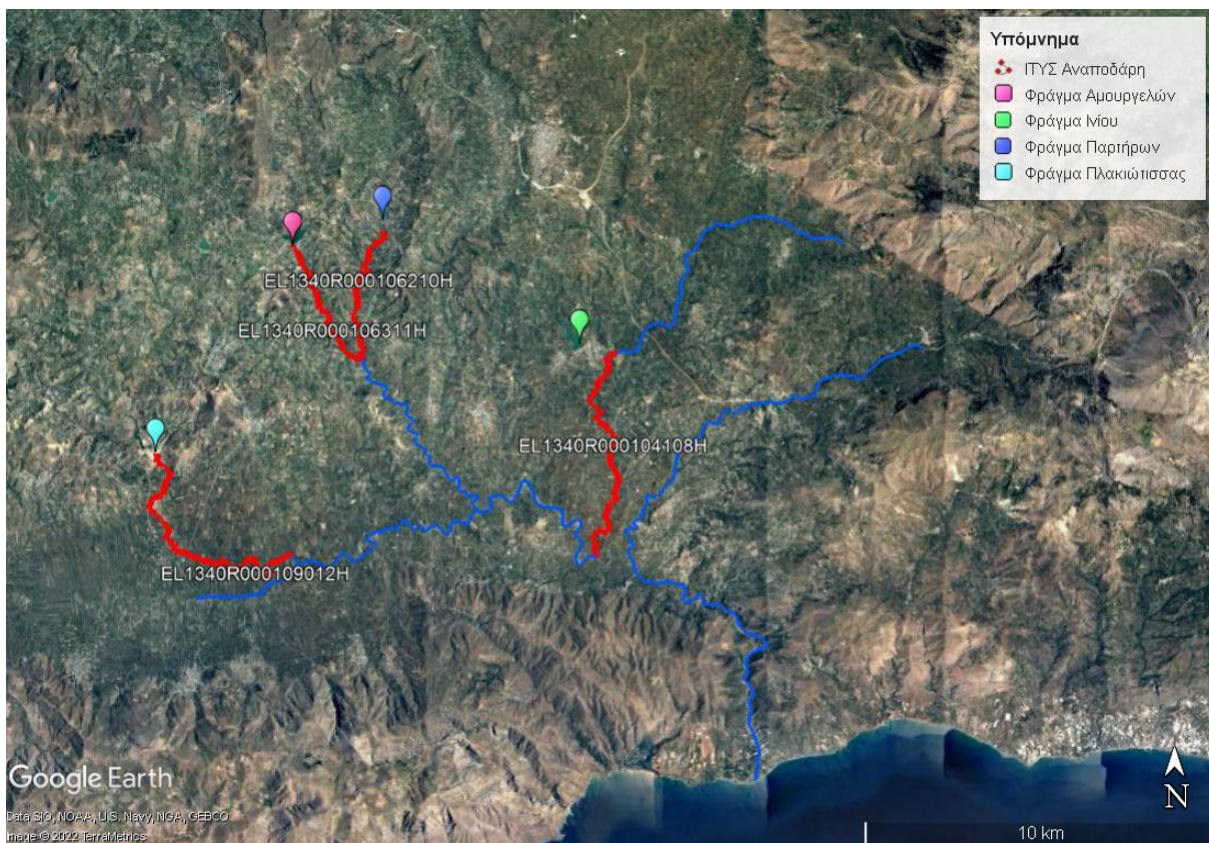 Υπόμνημα
ΙΤΥΣ Αναποδάρη
Φράγμα Αμουργελών
Φράγμα Ινίου
Φράγμα Παρτήρων
Φράγμα Πλακιώτισσας
EL1340R000106210H
EL1340R000106311H
EL1340R000104108H
EL1340R000109012H
Google Earth
Data SIO, NOAA, U.S. Navy, NGA, GEBCO
Image © 2022 TerraMetrics
N
10 km